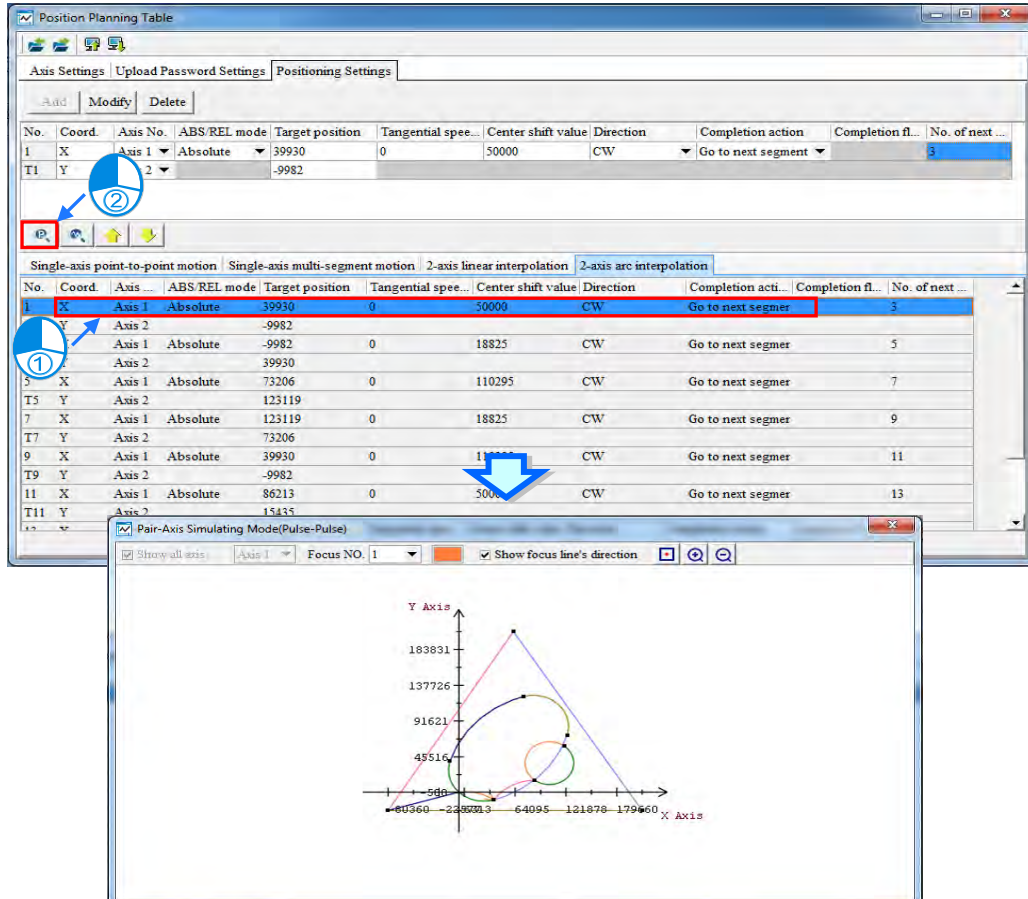 Position Planning Table
Axis Settings Upload Password Settings Positioning Settings
Add Modify Delete
No. Coord. Axis No. ABS/REL mode Target position Tangential spee... Center shift value Direction Completion action Completion fl... No. of next ...
1 X Axis 1 Absolute 39930 0 50000 CW Go to next segment 3
T1 Y 2 -9982
②
Single-axis point-to-point motion Single-axis multi-segment motion 2-axis linear interpolation 2-axis arc interpolation
No. Coord. Axis ... ABS/REL mode Target position Tangential spee... Center shift value Direction Completion acti... Completion fl... No. of next ...
1 X Axis 1 Absolute 39930 0 50000 CW Go to next segmer 3
Y Axis 2 -9982
X Axis 1 Absolute -9982 0 18825 CW Go to next segmer 5
① Axis 2 39930
5 X Axis 1 Absolute 73206 0 110295 CW Go to next segmer 7
T5 Y Axis 2 123119
7 X Axis 1 Absolute 123119 0 18825 CW Go to next segmer 9
T7 Y Axis 2 73206
9 X Axis 1 Absolute 39930 0 CW Go to next segmer 11
T9 Y Axis 2 -9982
11 X Axis 1 Absolute 86213 0 CW Go to next segmer 13
T11 Y Axis 2 15435
Pair-Axis Simulating Mode(Pulse-Pulse)
Show all axis Axis 1 Focus NO. 1 Show focus line's direction
Y Axis
183831
137726
91621
45516
-80360 64095 121878 179660 X Axis